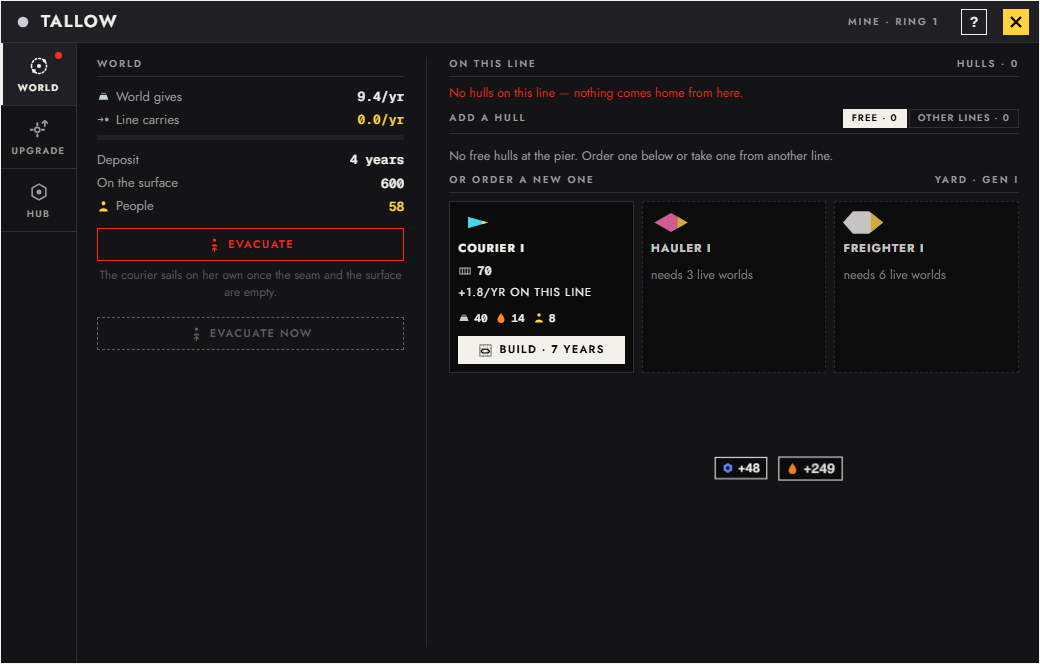 TALLOW
MINE · RING 1
?
WORLD
UPGRADE
HUB
WORLD
World gives 9.4/yr
Line carries 0.0/yr
Deposit 4 years
On the surface 600
People 58
EVACUATE
The courier sails on her own once the seam and the surface
are empty.
EVACUATE NOW
ON THIS LINE HULLS · 0
No hulls on this line — nothing comes home from here.
ADD A HULL FREE · 0 OTHER LINES · 0
No free hulls at the pier. Order one below or take one from another line.
OR ORDER A NEW ONE YARD · GEN I
COURIER I
70
+1.8/YR ON THIS LINE
40 14 8
BUILD · 7 YEARS
HAULER I
needs 3 live worlds
FREIGHTER I
needs 6 live worlds
+48 +249